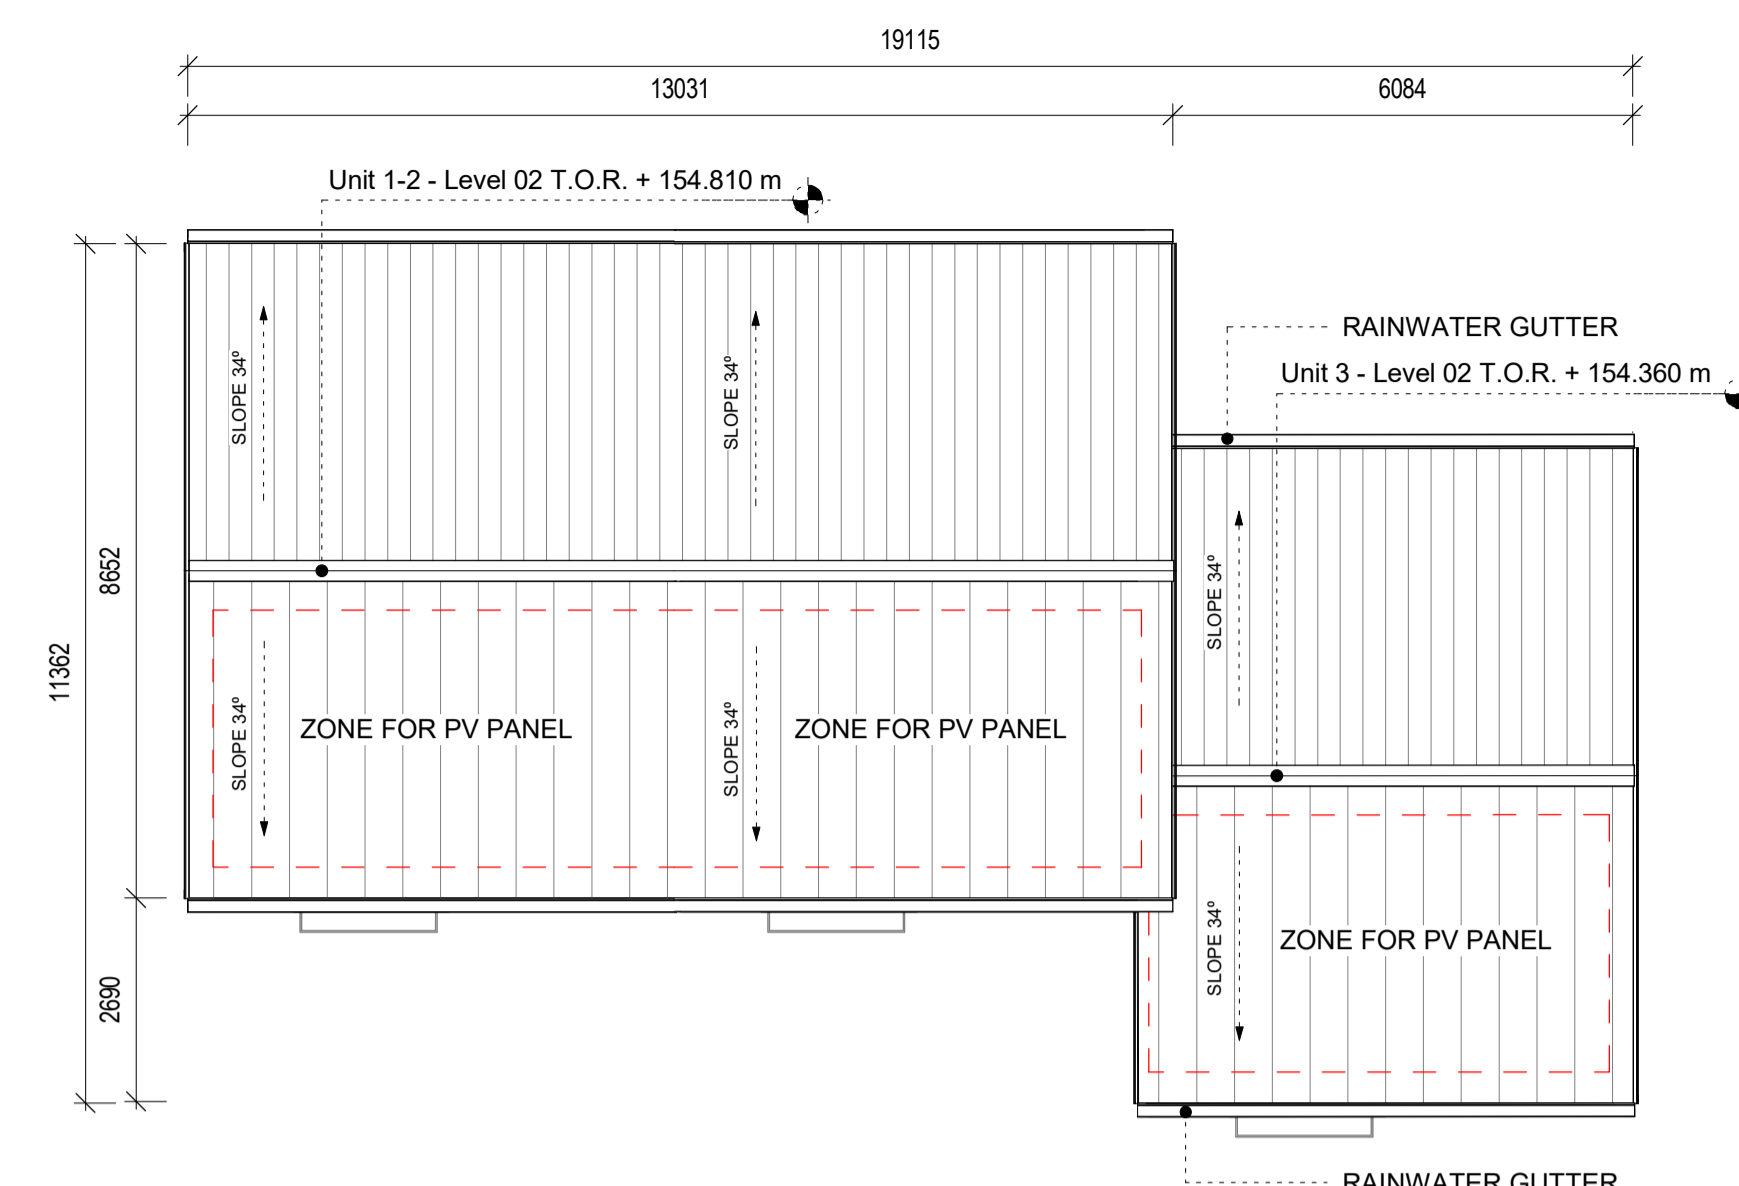 19115
13031
6084
Unit 1-2 - Level 02 T.O.R. + 154.810 m
RAINWATER GUTTER
Unit 3 - Level 02 T.O.R. + 154.360 m
SLOPE 34º
SLOPE 34º
SLOPE 34º
8652
11362
2690
SLOPE 34º
ZONE FOR PV PANEL
SLOPE 34º
ZONE FOR PV PANEL
SLOPE 34º
ZONE FOR PV PANEL
RAINWATER GUTTER